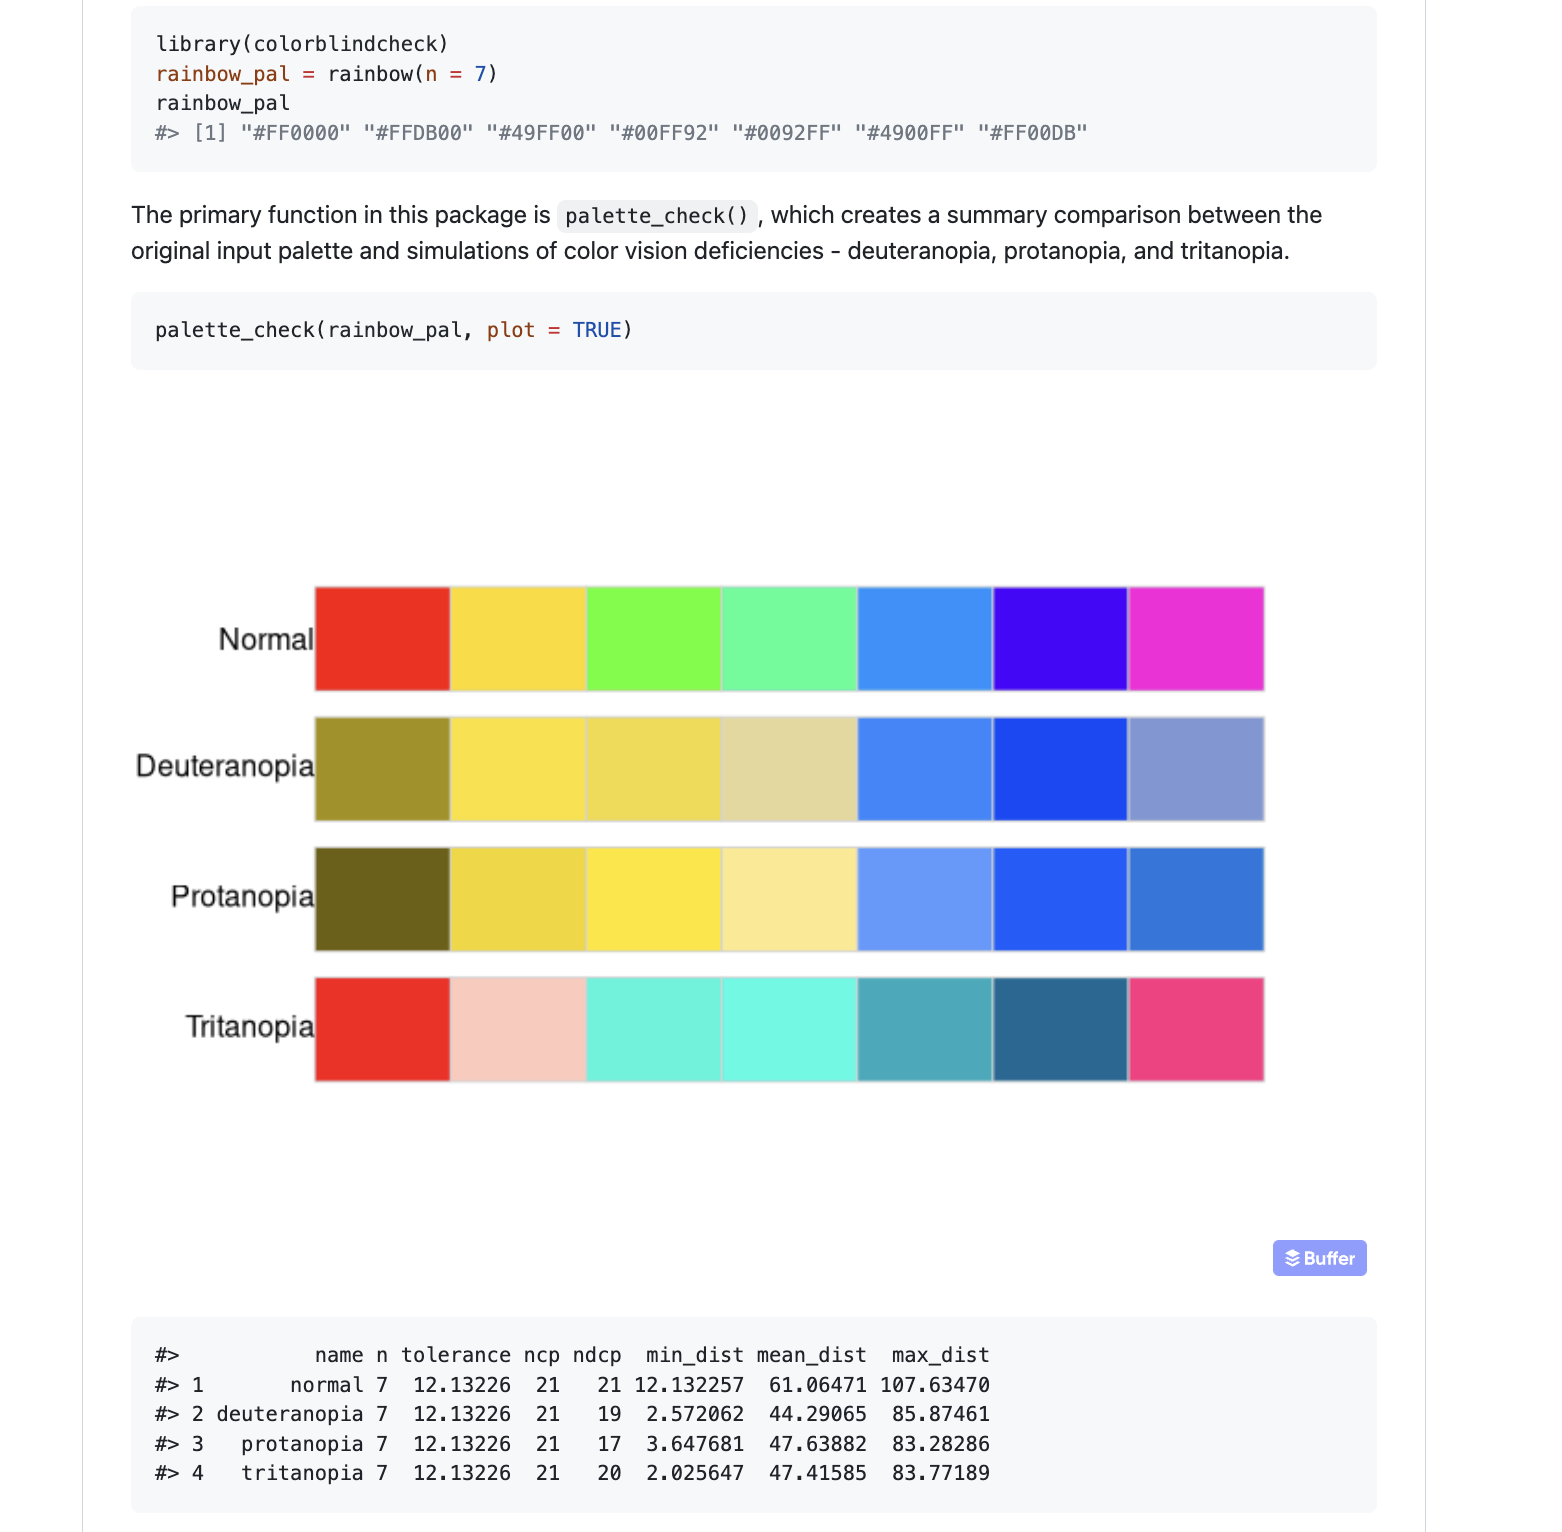 library(colorblindcheck)
rainbow_pal = rainbow(n = 7)
rainbow_pal
#> [1] "#FF0000" "#FFDB00" "#49FF00" "#00FF92" "#0092FF" "#4900FF" "#FF00DB"
The primary function in this package is palette_check(), which creates a summary comparison between the
original input palette and simulations of color vision deficiencies - deuteranopia, protanopia, and tritanopia.
palette_check(rainbow_pal, plot = TRUE)
Normal
Deuteranopia
Protanopia
Tritanopia
Buffer
#>           name n tolerance ncp ndcp  min_dist mean_dist  max_dist
#> 1       normal 7  12.13226  21   21 12.132257  61.06471 107.63470
#> 2 deuteranopia 7  12.13226  21   19  2.572062  44.29065  85.87461
#> 3   protanopia 7  12.13226  21   17  3.647681  47.63882  83.28286
#> 4   tritanopia 7  12.13226  21   20  2.025647  47.41585  83.77189